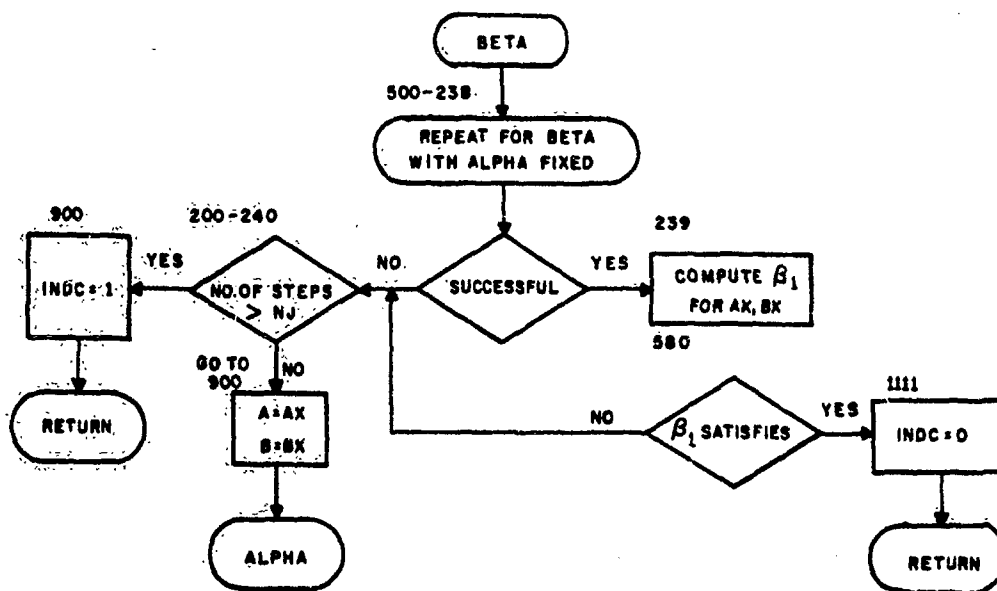 BETA
500-238
REPEAT FOR BETA
WITH ALPHA FIXED
900
200-240
239
YES
NO
YES
INDC = 1
NO. OF STEPS
> NJ
SUCCESSFUL
COMPUTE β₁
FOR AX, BX
580
GO TO
900
NO
1111
RETURN
A=AX
B=BX
NO
β₁ SATISFIES
YES
INDC = 0
ALPHA
RETURN